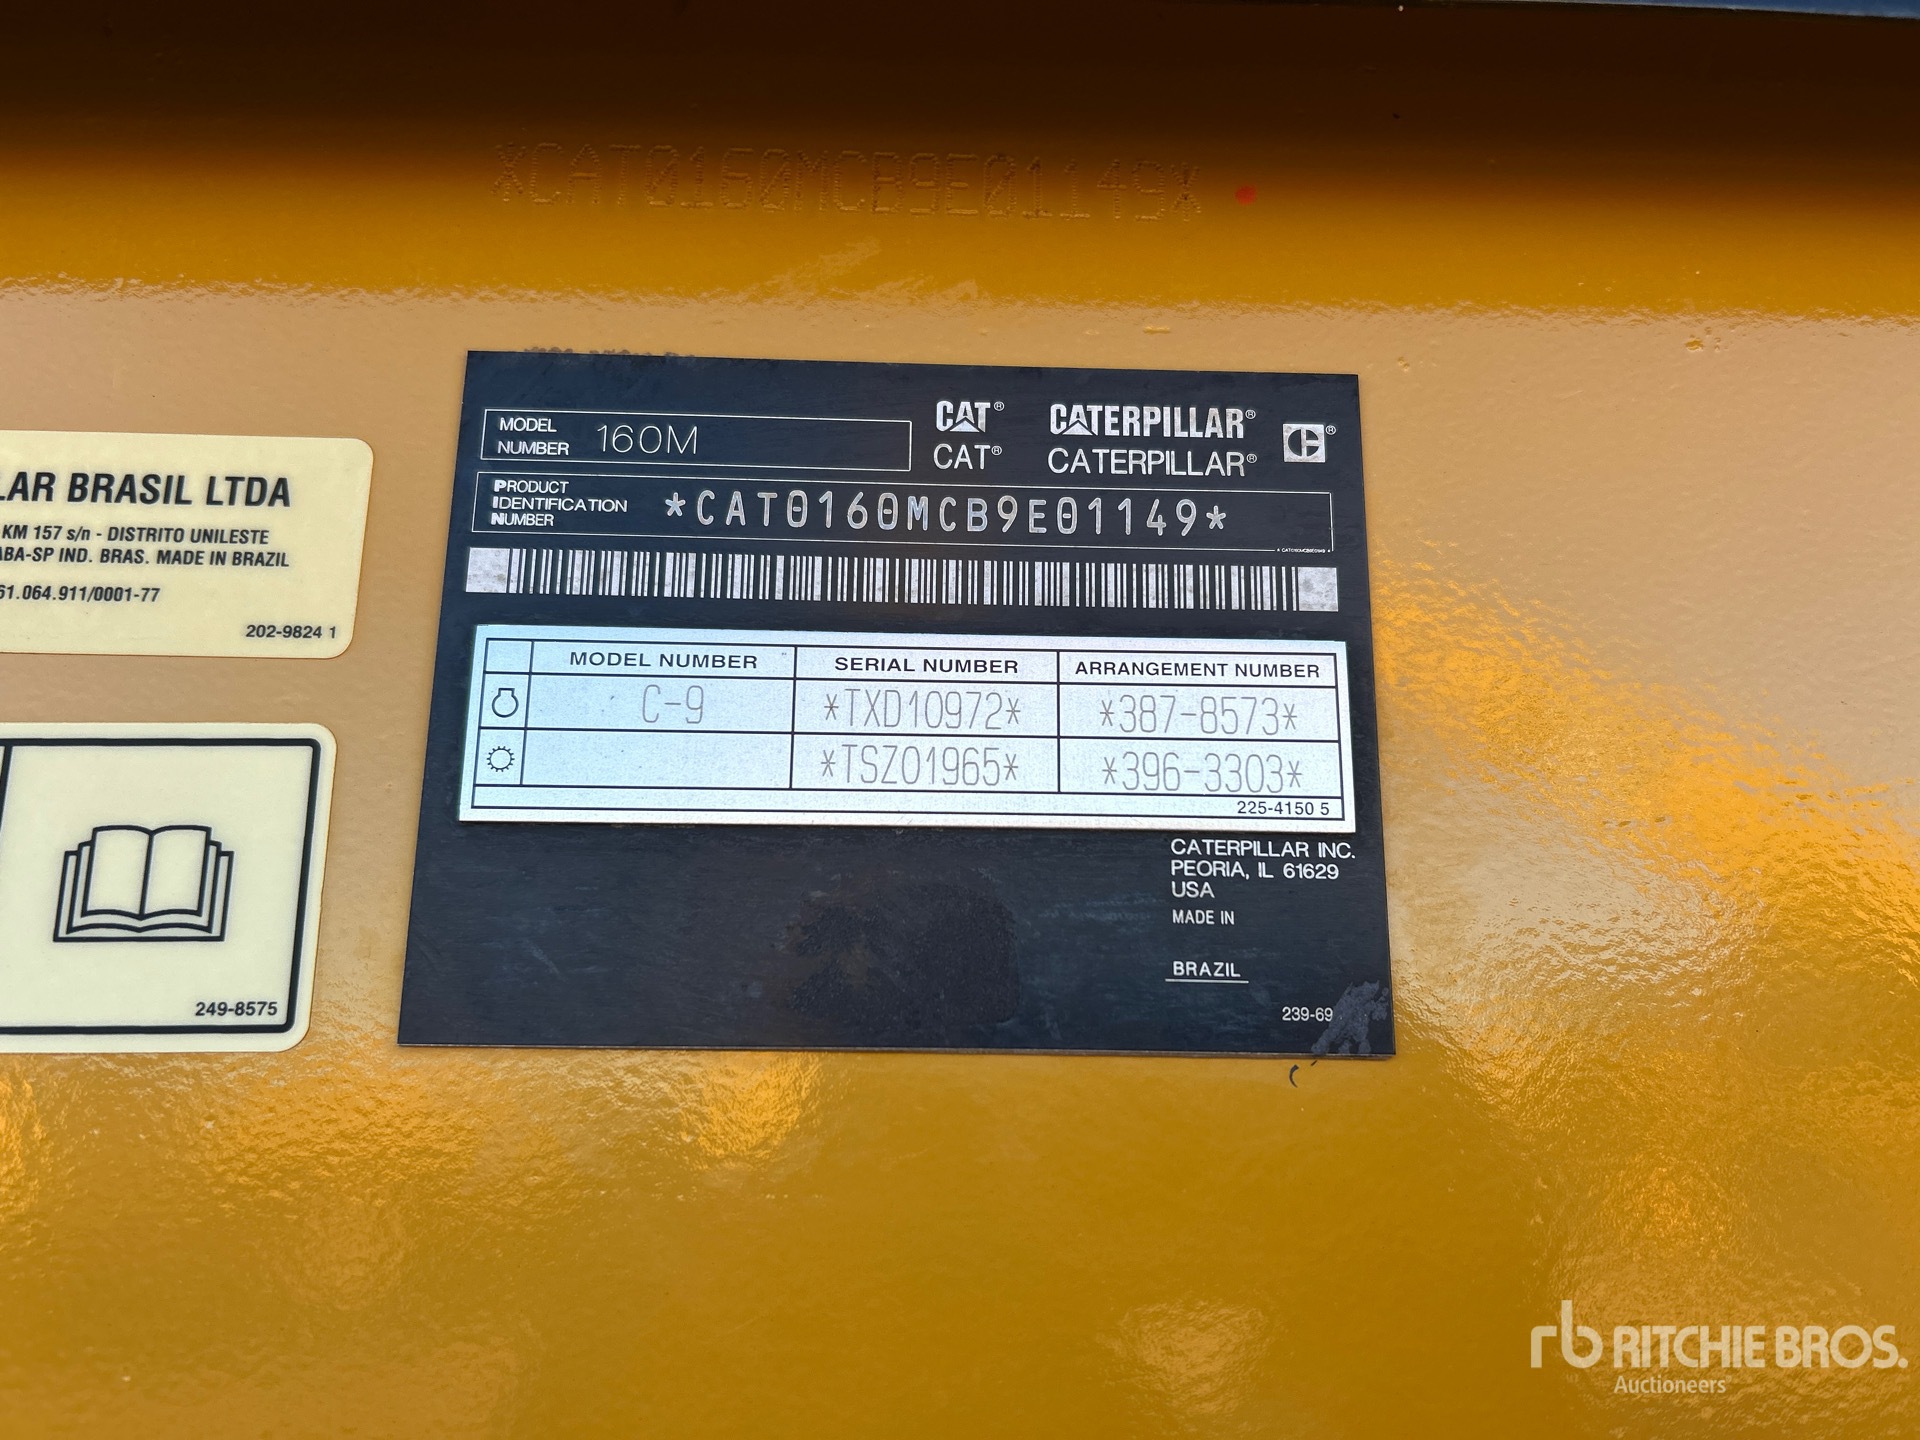 *CAT0160MCB9E01149*
LAR BRASIL LTDA
KM 157 s/n - DISTRITO UNILESTE
ABA-SP IND. BRAS. MADE IN BRAZIL
61.064.911/0001-77
202-9824 1
249-8575
MODEL NUMBER 160M
CAT® CATERPILLAR® ®
CAT® CATERPILLAR®
PRODUCT IDENTIFICATION NUMBER *CAT0160MCB9E01149*
MODEL NUMBER SERIAL NUMBER ARRANGEMENT NUMBER
C-9 *TXD10972* *387-8573*
*TSZ01965* *396-3303*
225-4150 5
CATERPILLAR INC.
PEORIA, IL 61629
USA
MADE IN
BRAZIL
239-69
rb RITCHIE BROS.
Auctioneers